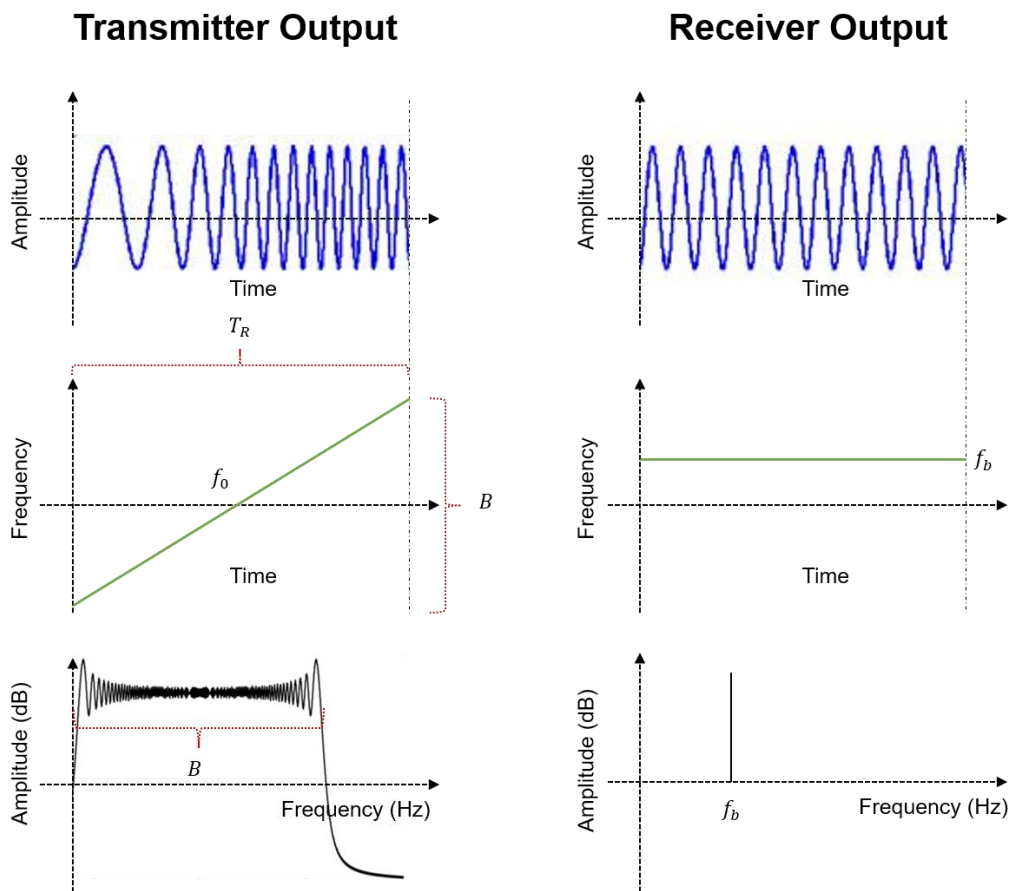 Transmitter Output
Receiver Output
Amplitude
Time
Amplitude
Time
T_R
Frequency
f_0
Time
B
Frequency
f_b
Time
Amplitude (dB)
B
Frequency (Hz)
Amplitude (dB)
f_b
Frequency (Hz)